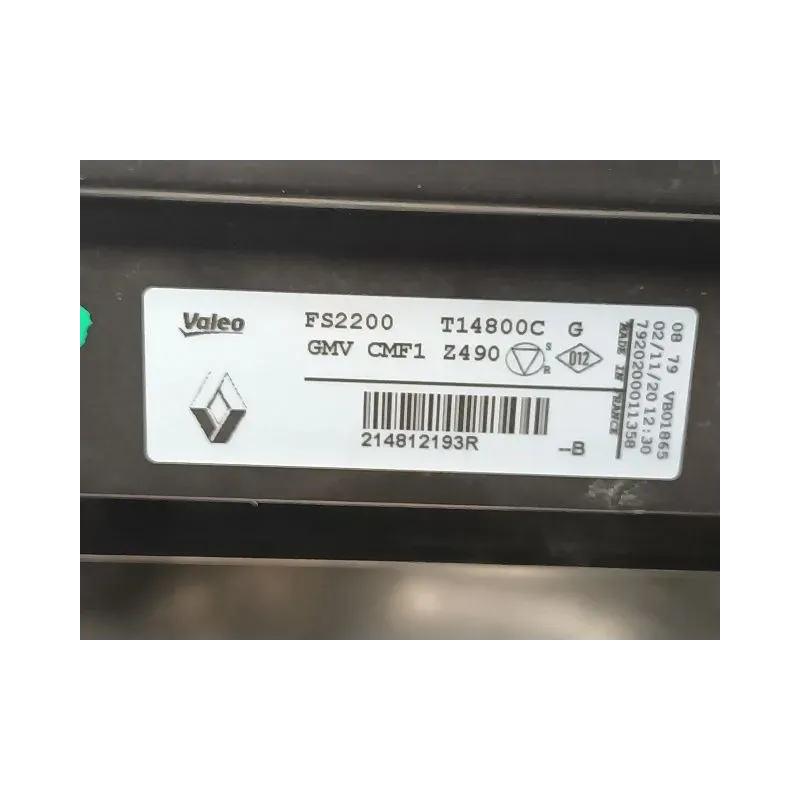 Valeo
FS2200 T14800C G
GMV CMF1 Z490 S R D12
214812193R -B
MADE IN FRANCE
08 79 VB01865
02/11/20 12:30
7920200011358